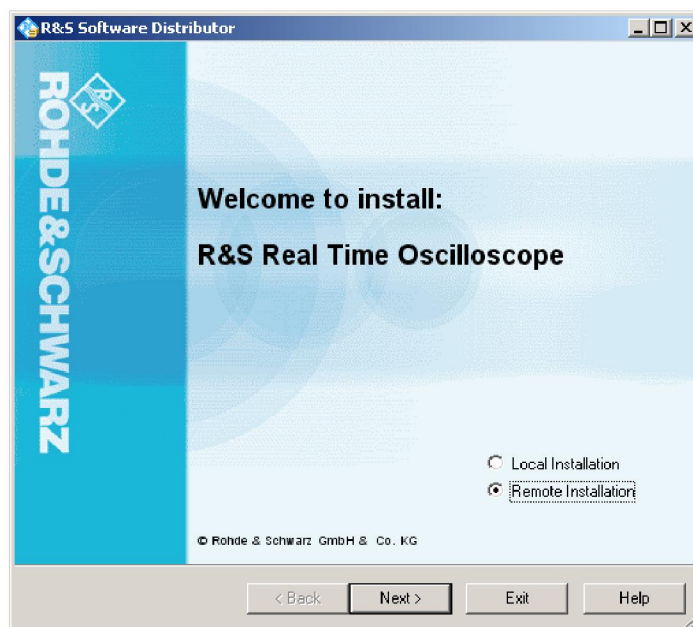 R&S Software Distributor
ROHDE&SCHWARZ
R S
Welcome to install:
R&S Real Time Oscilloscope
Local Installation
Remote Installation
© Rohde & Schwarz GmbH & Co. KG
< Back
Next >
Exit
Help